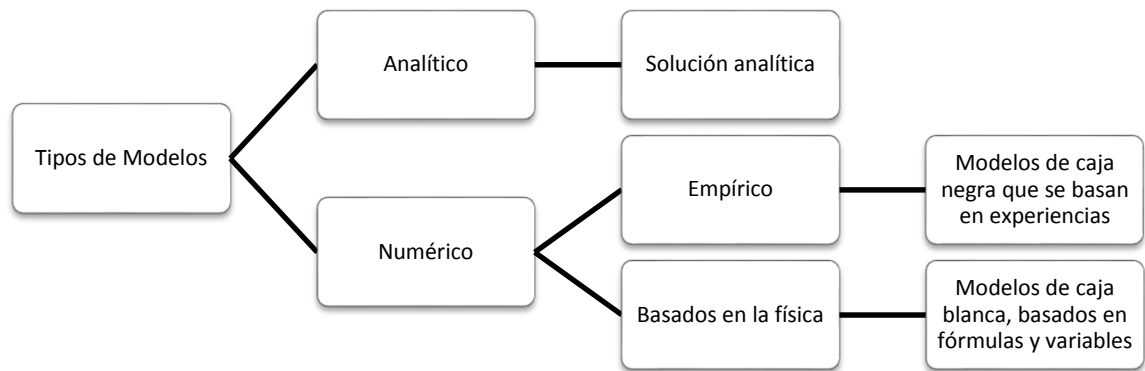 Tipos de Modelos
Analítico
Solución analítica
Numérico
Empírico
Modelos de caja
negra que se basan
en experiencias
Basados en la física
Modelos de caja
blanca, basados en
fórmulas y variables